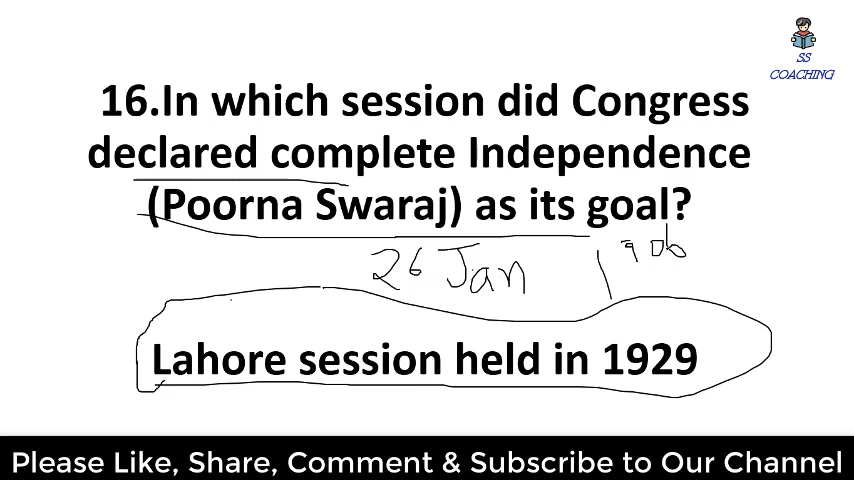 SS
COACHING
16.In which session did Congress
declared complete Independence
(Poorna Swaraj) as its goal?
26 Jan 1906
Lahore session held in 1929
Please Like, Share, Comment & Subscribe to Our Channel